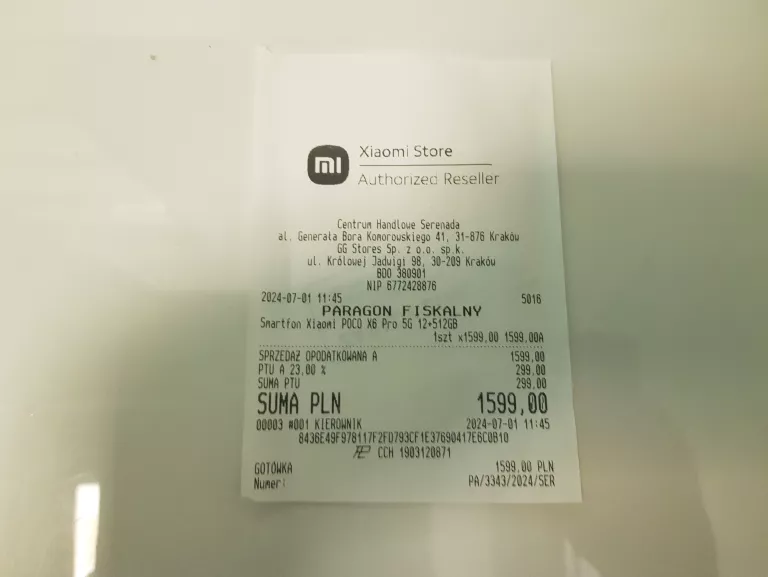 mi Xiaomi Store
Authorized Reseller
Centrum Handlowe Serenada
al. Generała Bora Komorowskiego 41, 31-876 Kraków
GG Stores Sp. z o.o. sp.k.
ul. Królowej Jadwigi 98, 30-209 Kraków
BDO 380901
NIP 6772428876
2024-07-01 11:45 5016
PARAGON FISKALNY
Smartfon Xiaomi POCO X6 Pro 5G 12+512GB
1szt x1599,00 1599,00A
SPRZEDAŻ OPODATKOWANA A 1599,00
PTU A 23,00 % 299,00
SUMA PTU 299,00
SUMA PLN 1599,00
00003 #001 KIEROWNIK 2024-07-01 11:45
8436E49F978117F2FD793CF1E37690417E6C0B10
CCH 1903120871
GOTÓWKA 1599,00 PLN
Numer: PA/3343/2024/SER